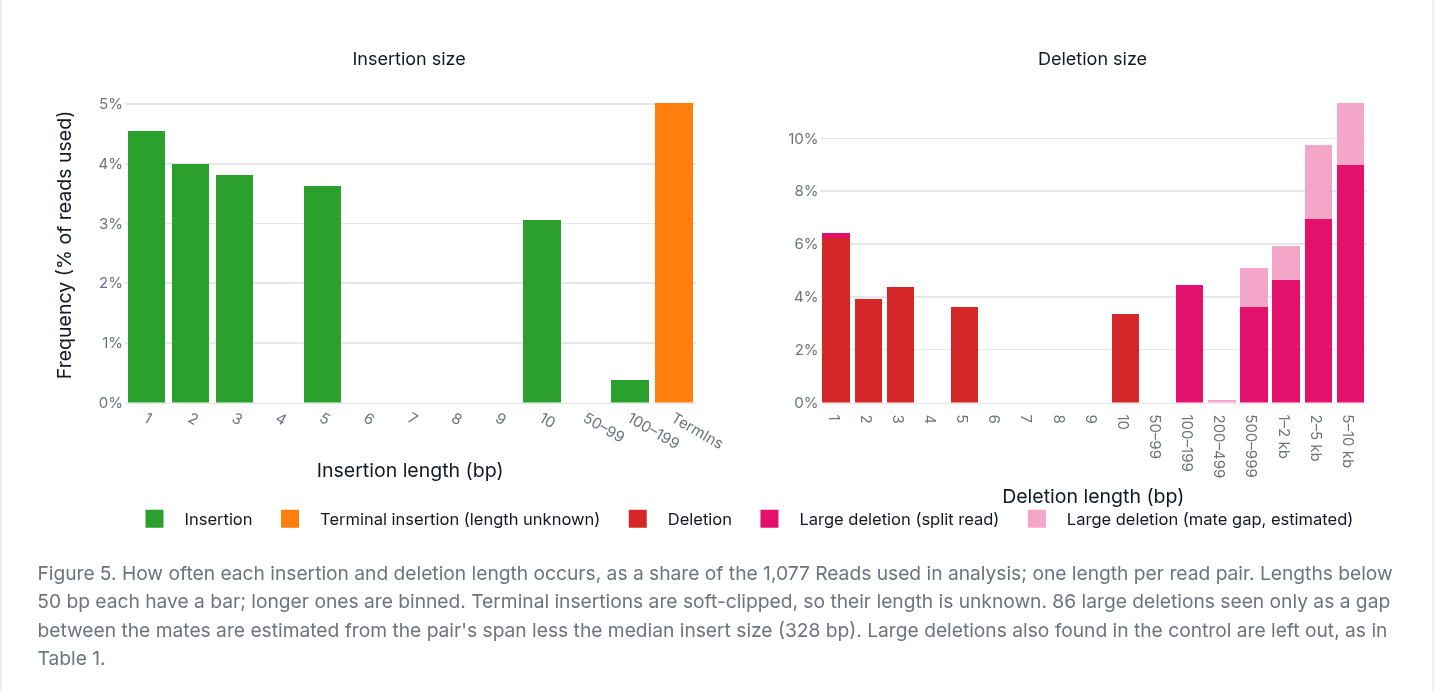 Insertion size
Deletion size
Frequency (% of reads used)
5%
4%
3%
2%
1%
0%
1
2
3
4
5
6
7
8
9
10
50–99
100–199
TermIns
Insertion length (bp)
10%
8%
6%
4%
2%
0%
1
2
3
4
5
6
7
8
9
10
50–99
100–199
200–499
500–999
1–2 kb
2–5 kb
5–10 kb
Deletion length (bp)
Insertion
Terminal insertion (length unknown)
Deletion
Large deletion (split read)
Large deletion (mate gap, estimated)
Figure 5. How often each insertion and deletion length occurs, as a share of the 1,077 Reads used in analysis; one length per read pair. Lengths below
50 bp each have a bar; longer ones are binned. Terminal insertions are soft-clipped, so their length is unknown. 86 large deletions seen only as a gap
between the mates are estimated from the pair's span less the median insert size (328 bp). Large deletions also found in the control are left out, as in
Table 1.